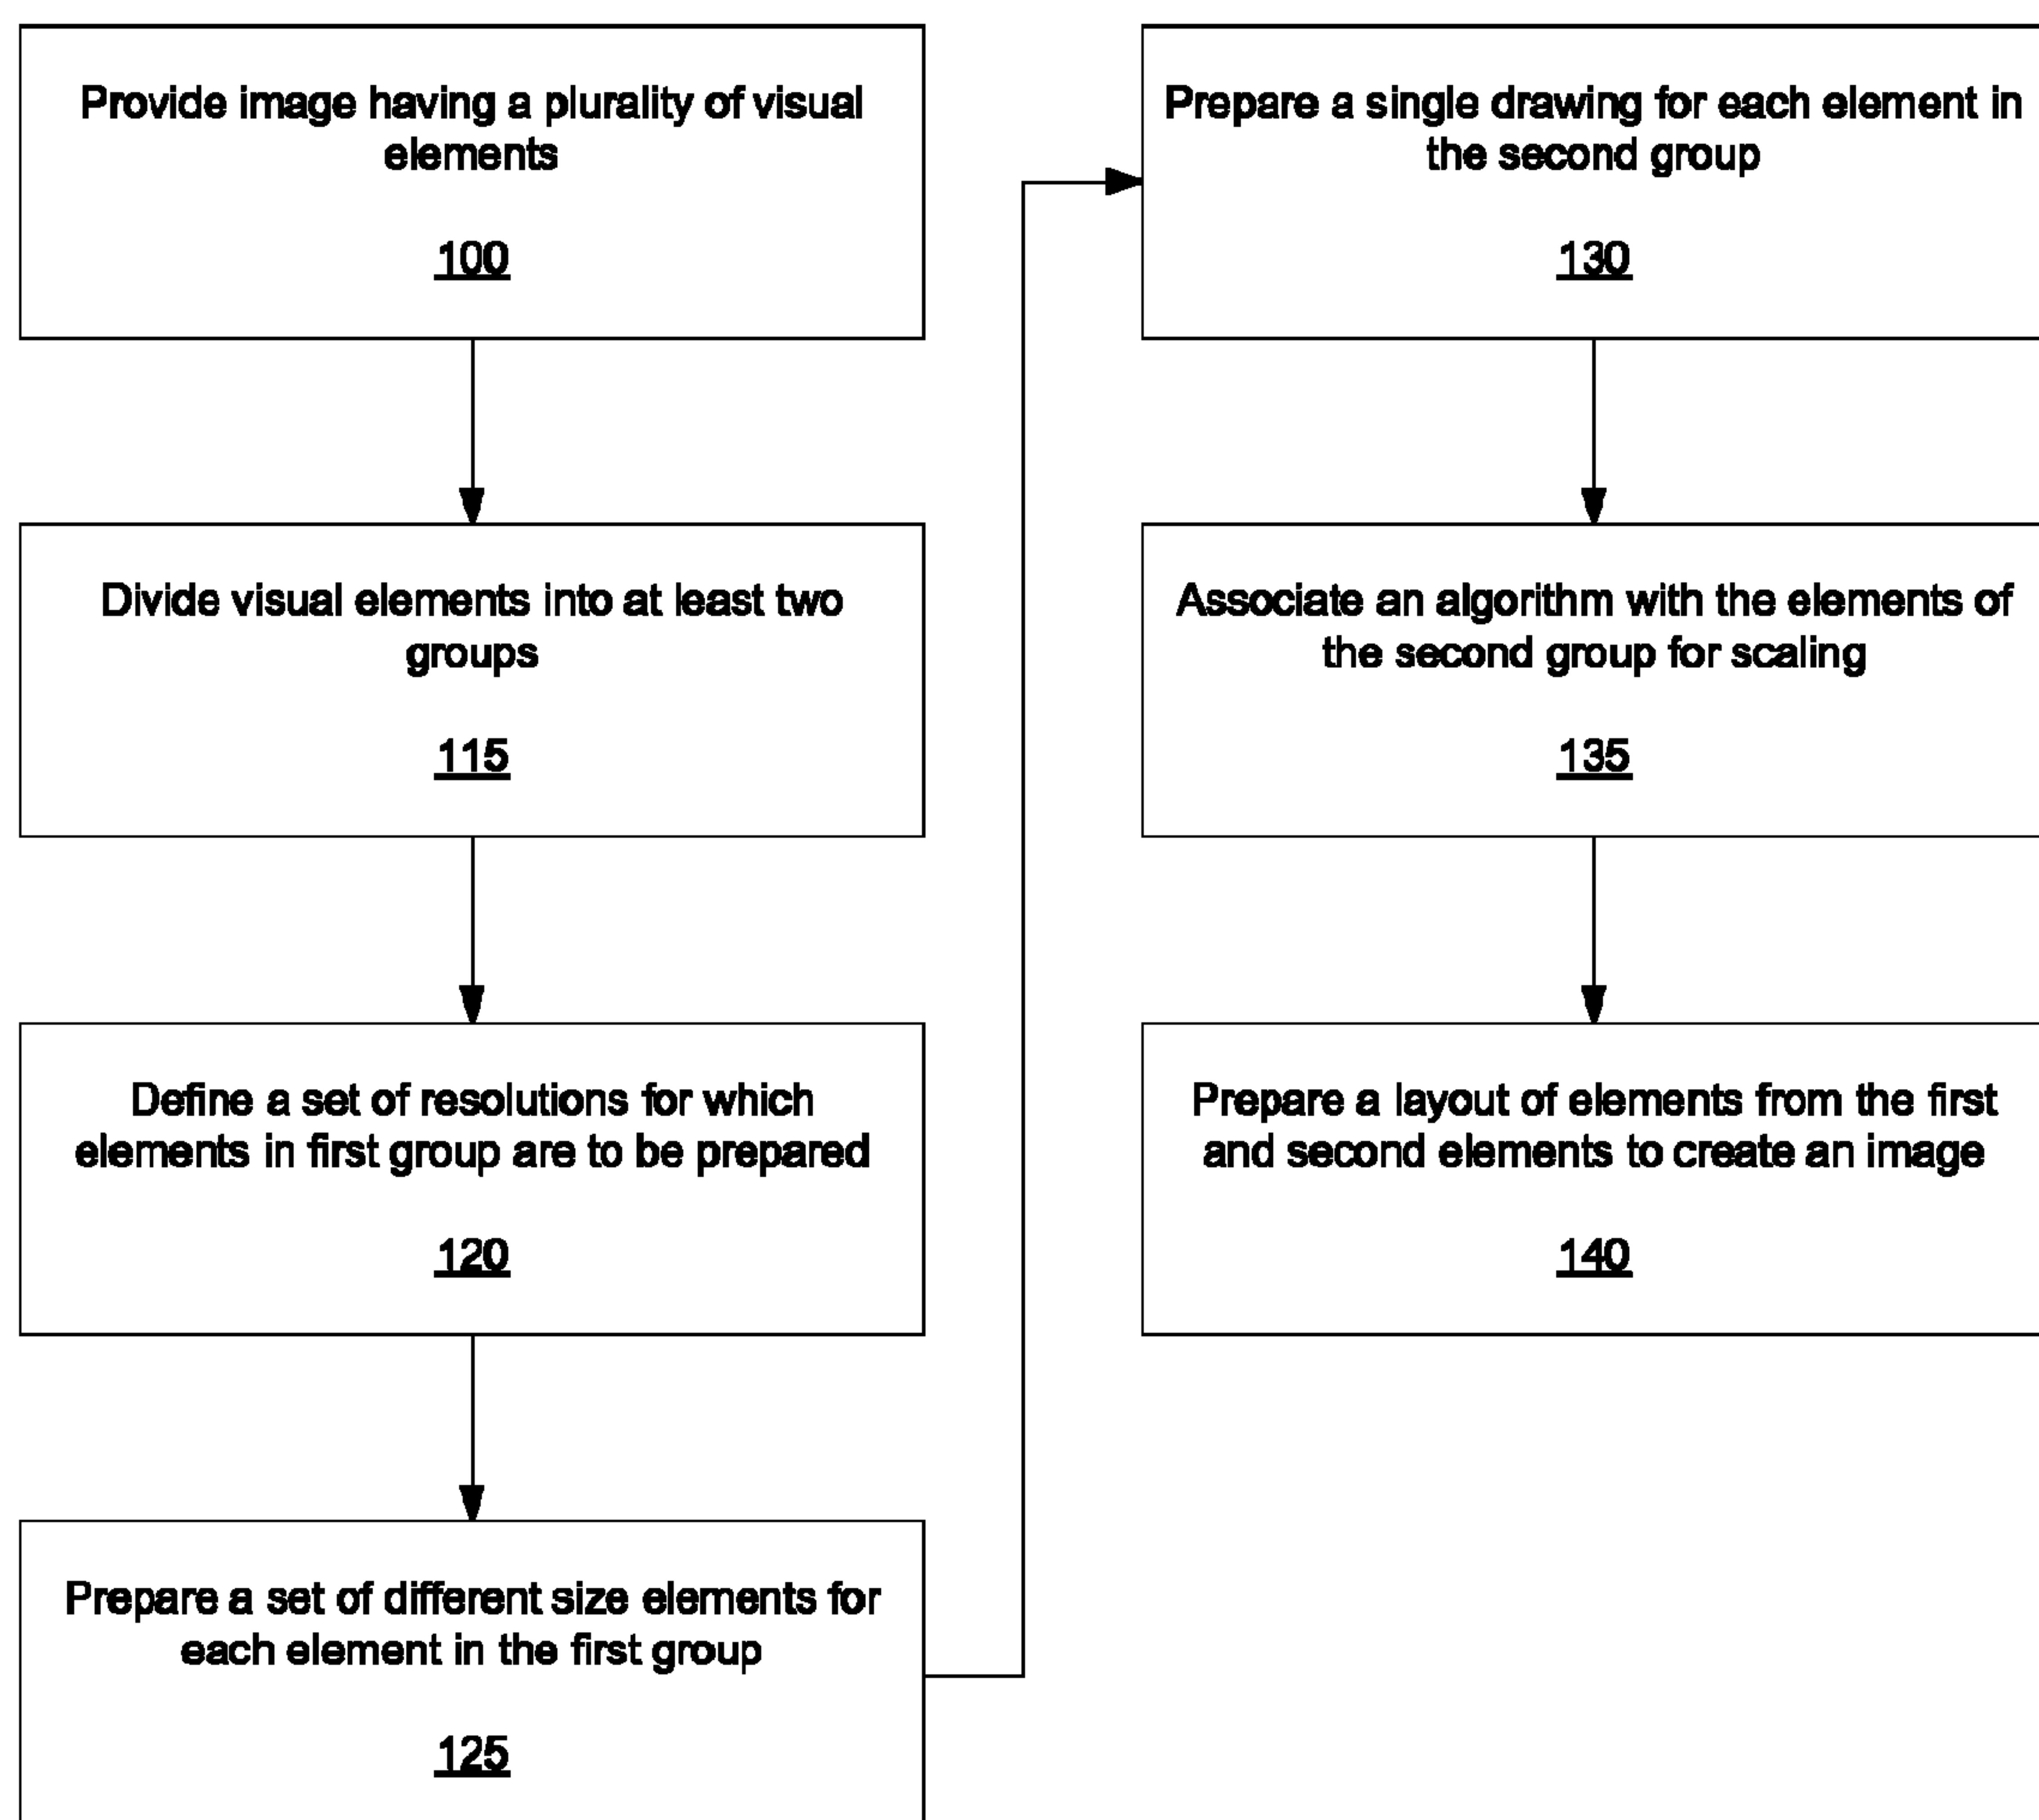 Provide image having a plurality of visual
elements
100
Divide visual elements into at least two
groups
115
Define a set of resolutions for which
elements in first group are to be prepared
120
Prepare a set of different size elements for
each element in the first group
125
Prepare a single drawing for each element in
the second group
130
Associate an algorithm with the elements of
the second group for scaling
135
Prepare a layout of elements from the first
and second elements to create an image
140